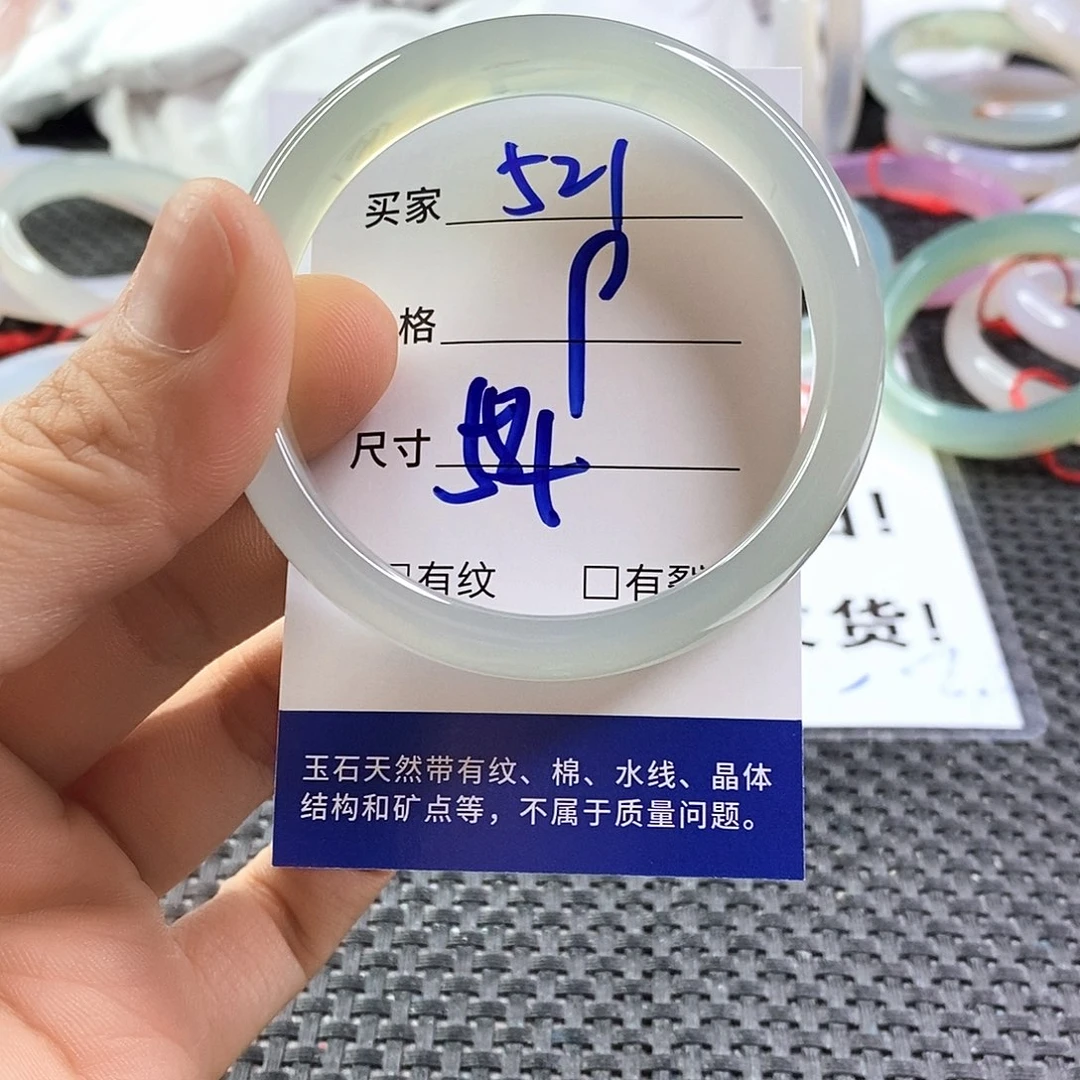 买家 521
格
尺寸 54
有纹 □有裂
玉石天然带有纹、棉、水线、晶体
结构和矿点等，不属于质量问题。
货!